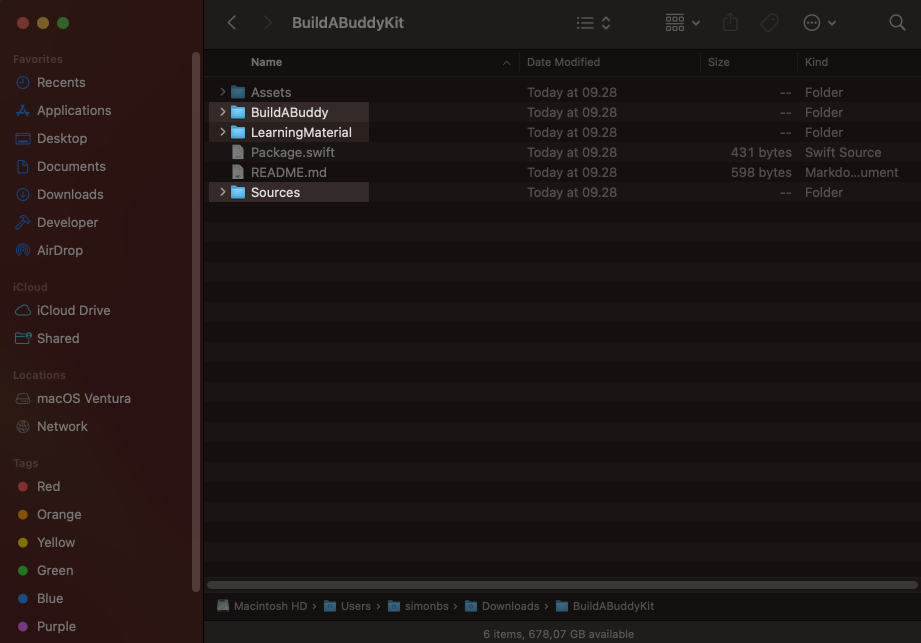 BuildABuddyKit
Favorites
Recents
Applications
Desktop
Documents
Downloads
Developer
AirDrop
iCloud
iCloud Drive
Shared
Locations
macOS Ventura
Network
Tags
Red
Orange
Yellow
Green
Blue
Purple
Name Date Modified Size Kind
Assets Today at 09.28 -- Folder
BuildABuddy Today at 09.28 -- Folder
LearningMaterial Today at 09.28 -- Folder
Package.swift Today at 09.28 431 bytes Swift Source
README.md Today at 09.28 598 bytes Markdo...ument
Sources Today at 09.28 -- Folder
Macintosh HD › Users › simonbs › Downloads › BuildABuddyKit
6 items, 678,07 GB available